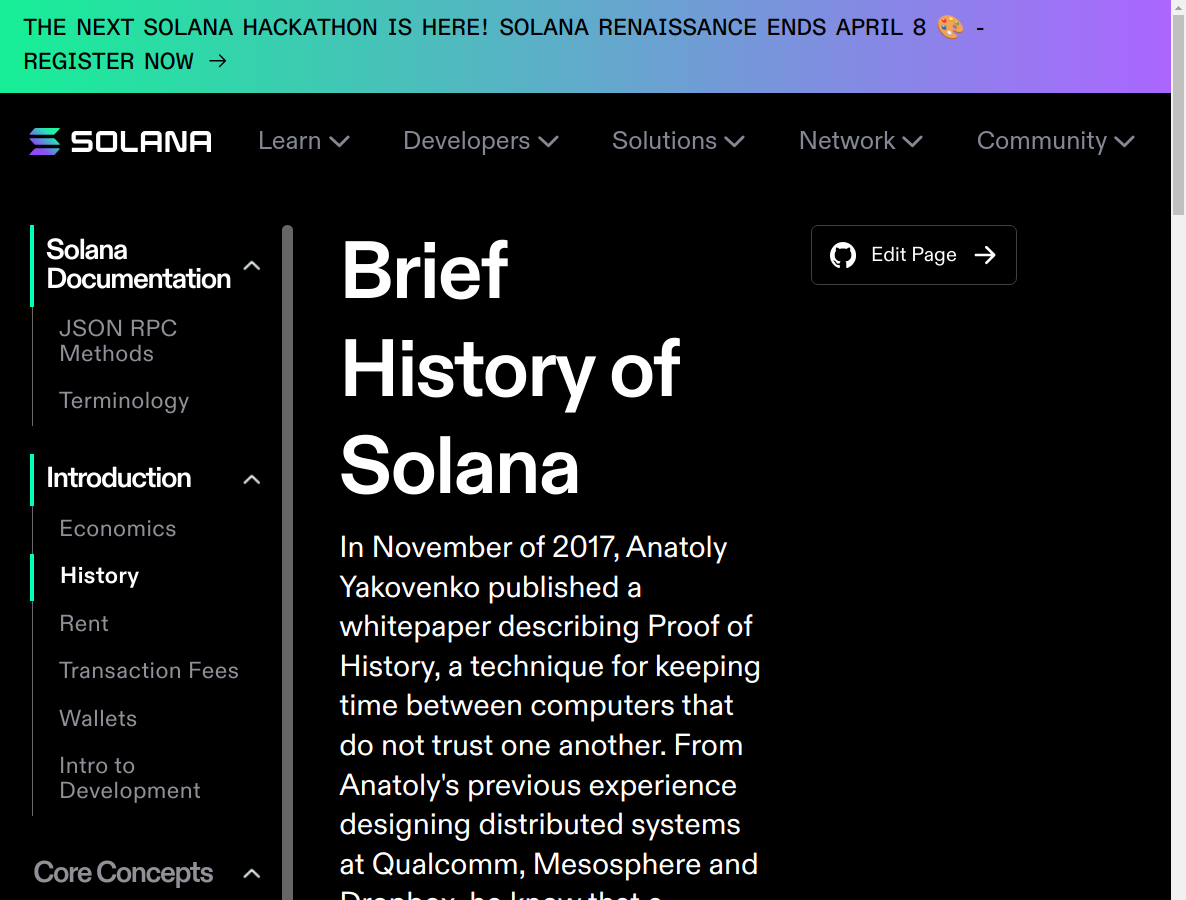 THE NEXT SOLANA HACKATHON IS HERE! SOLANA RENAISSANCE ENDS APRIL 8 🎨 -
REGISTER NOW →
SOLANA
Learn
Developers
Solutions
Network
Community
Solana
Documentation
JSON RPC
Methods
Terminology
Introduction
Economics
History
Rent
Transaction Fees
Wallets
Intro to
Development
Core Concepts
Brief
History of
Solana
Edit Page →
In November of 2017, Anatoly
Yakovenko published a
whitepaper describing Proof of
History, a technique for keeping
time between computers that
do not trust one another. From
Anatoly's previous experience
designing distributed systems
at Qualcomm, Mesosphere and
Dropbox, he knew that a